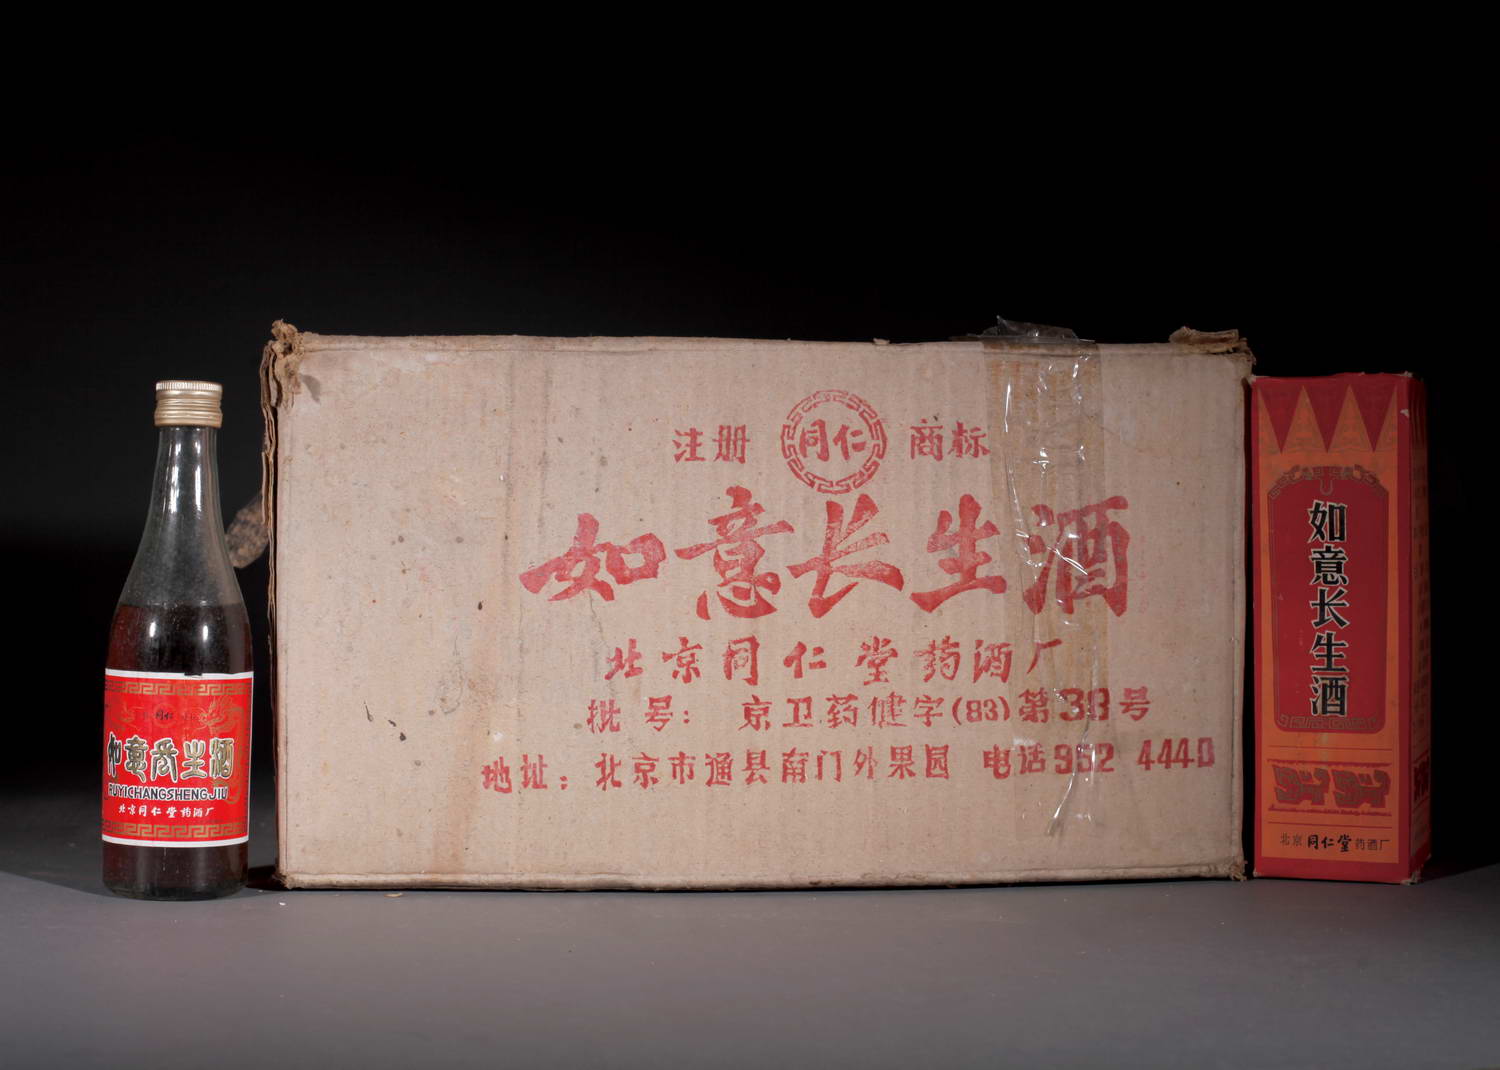 同仁
如意长生酒
RUYICHANGSHENGJIU
北京同仁堂药酒厂
注册 同仁 商标
如意长生酒
北京同仁堂药酒厂
批号：京卫药健字(83)第38号
地址：北京市通县南门外果园 电话952 4440
如意长生酒
北京同仁堂药酒厂